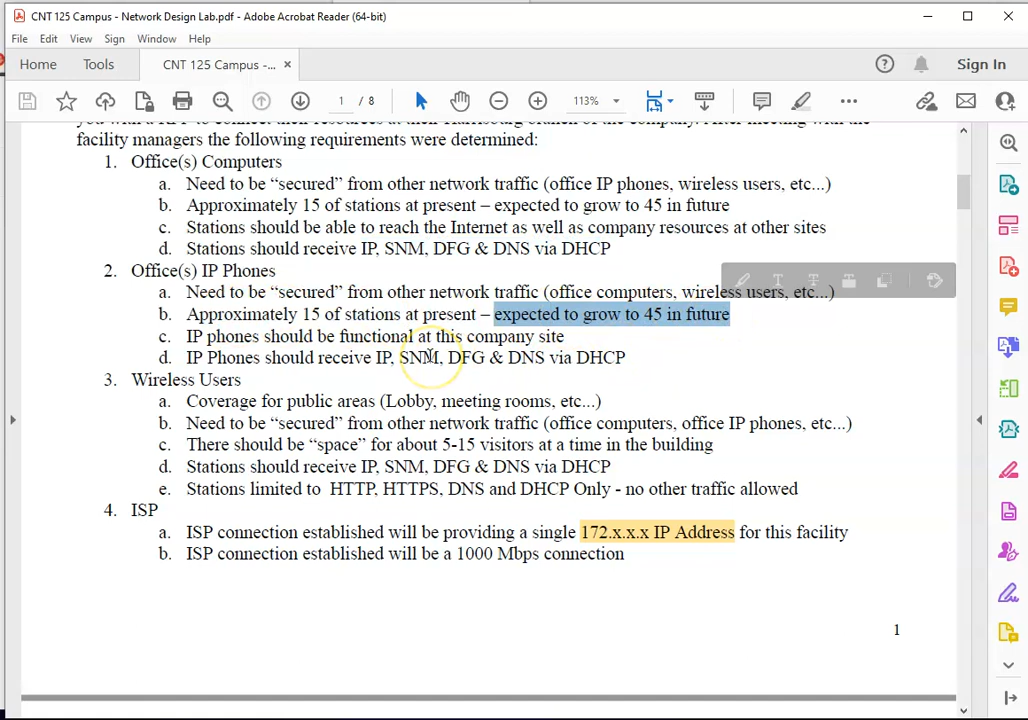 CNT 125 Campus - Network Design Lab.pdf - Adobe Acrobat Reader (64-bit)
File Edit View Sign Window Help
Home Tools CNT 125 Campus -... × Sign In
1 / 8 113%
facility managers the following requirements were determined:
1. Office(s) Computers
a. Need to be “secured” from other network traffic (office IP phones, wireless users, etc...)
b. Approximately 15 of stations at present – expected to grow to 45 in future
c. Stations should be able to reach the Internet as well as company resources at other sites
d. Stations should receive IP, SNM, DFG & DNS via DHCP
2. Office(s) IP Phones
a. Need to be “secured” from other network traffic (office computers, wireless users, etc...)
b. Approximately 15 of stations at present – expected to grow to 45 in future
c. IP phones should be functional at this company site
d. IP Phones should receive IP, SNM, DFG & DNS via DHCP
3. Wireless Users
a. Coverage for public areas (Lobby, meeting rooms, etc...)
b. Need to be “secured” from other network traffic (office computers, office IP phones, etc...)
c. There should be “space” for about 5-15 visitors at a time in the building
d. Stations should receive IP, SNM, DFG & DNS via DHCP
e. Stations limited to HTTP, HTTPS, DNS and DHCP Only - no other traffic allowed
4. ISP
a. ISP connection established will be providing a single 172.x.x.x IP Address for this facility
b. ISP connection established will be a 1000 Mbps connection
1